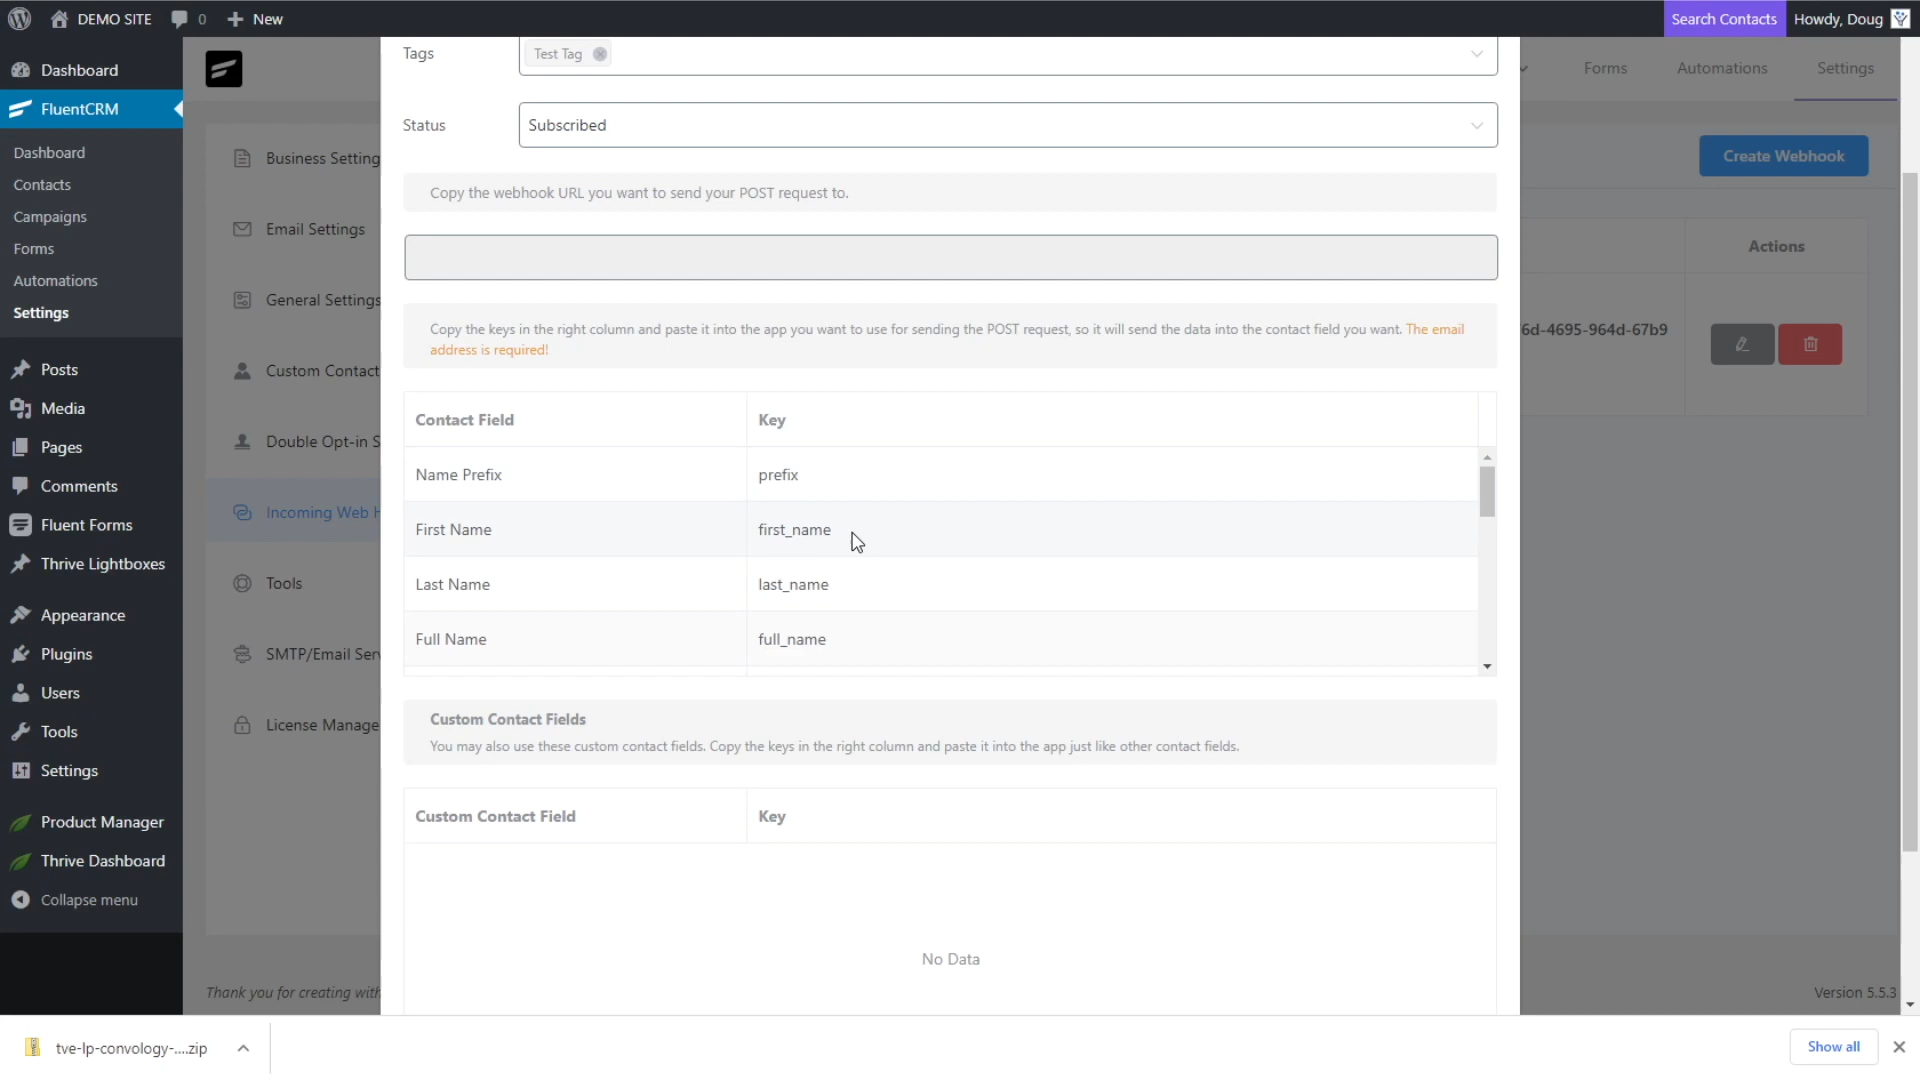 DEMO SITE
0
New
Search Contacts
Howdy, Doug
Dashboard
FluentCRM
Dashboard
Contacts
Campaigns
Forms
Automations
Settings
Posts
Media
Pages
Comments
Fluent Forms
Thrive Lightboxes
Appearance
Plugins
Users
Tools
Settings
Product Manager
Thrive Dashboard
Collapse menu
Business Setting
Email Settings
General Settings
Custom Contact
Double Opt-in S
Incoming Web H
Tools
SMTP/Email Serv
License Manage
Thank you for creating with
Tags
Test Tag
Status
Subscribed
Copy the webhook URL you want to send your POST request to.
Copy the keys in the right column and paste it into the app you want to use for sending the POST request, so it will send the data into the contact field you want. The email
address is required!
Contact Field Key
Name Prefix prefix
First Name first_name
Last Name last_name
Full Name full_name
Custom Contact Fields
You may also use these custom contact fields. Copy the keys in the right column and paste it into the app just like other contact fields.
Custom Contact Field Key
No Data
Forms
Automations
Settings
Create Webhook
Actions
6d-4695-964d-67b9
Version 5.5.3
tve-lp-convology-....zip
Show all